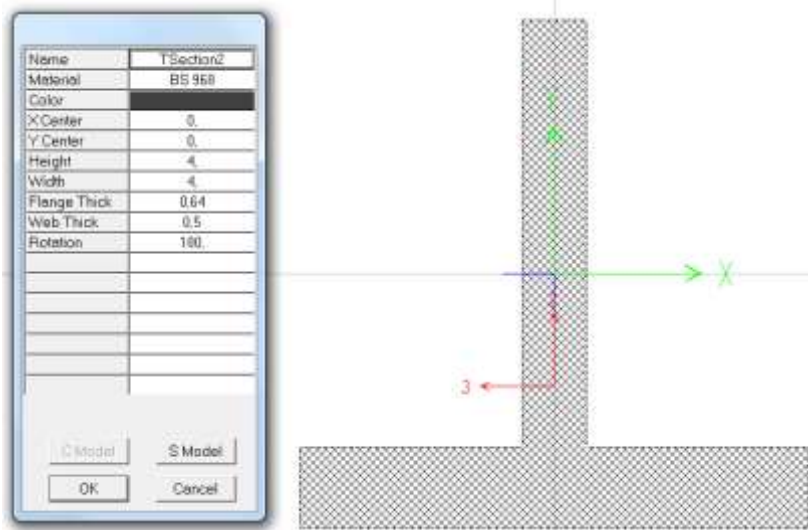 Name TSection2
Material BS 968
Color
X Center 0,
Y Center 0,
Height 4,
Width 4,
Flange Thick 0,64
Web Thick 0,5
Rotation 180,
C Model S Model
OK Cancel
Y
X
3